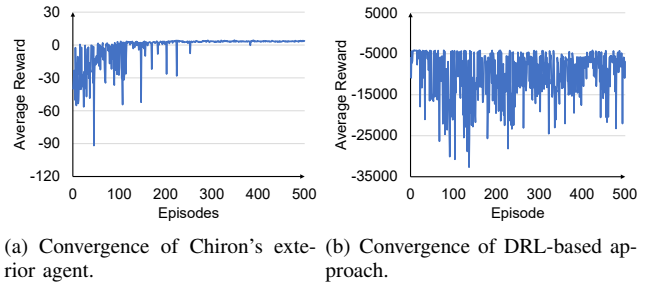 30
0
-30
-60
-90
-120
Average Reward
0 100 200 300 400 500
Episodes
5000
-5000
-15000
-25000
-35000
Average Reward
0 100 200 300 400 500
Episode
(a) Convergence of Chiron's exte-
rior agent.
(b) Convergence of DRL-based ap-
proach.